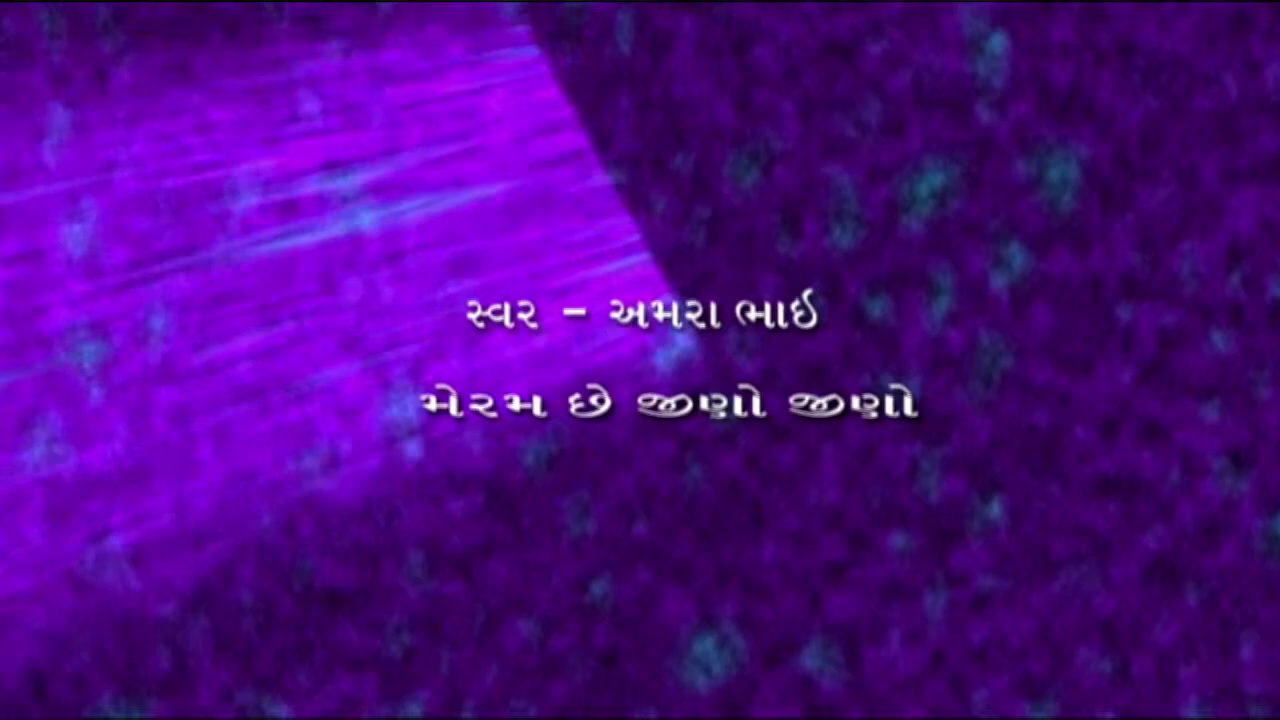 સ્વર - અમરા ભાઈ
મેરમ છે જીણો જીણો